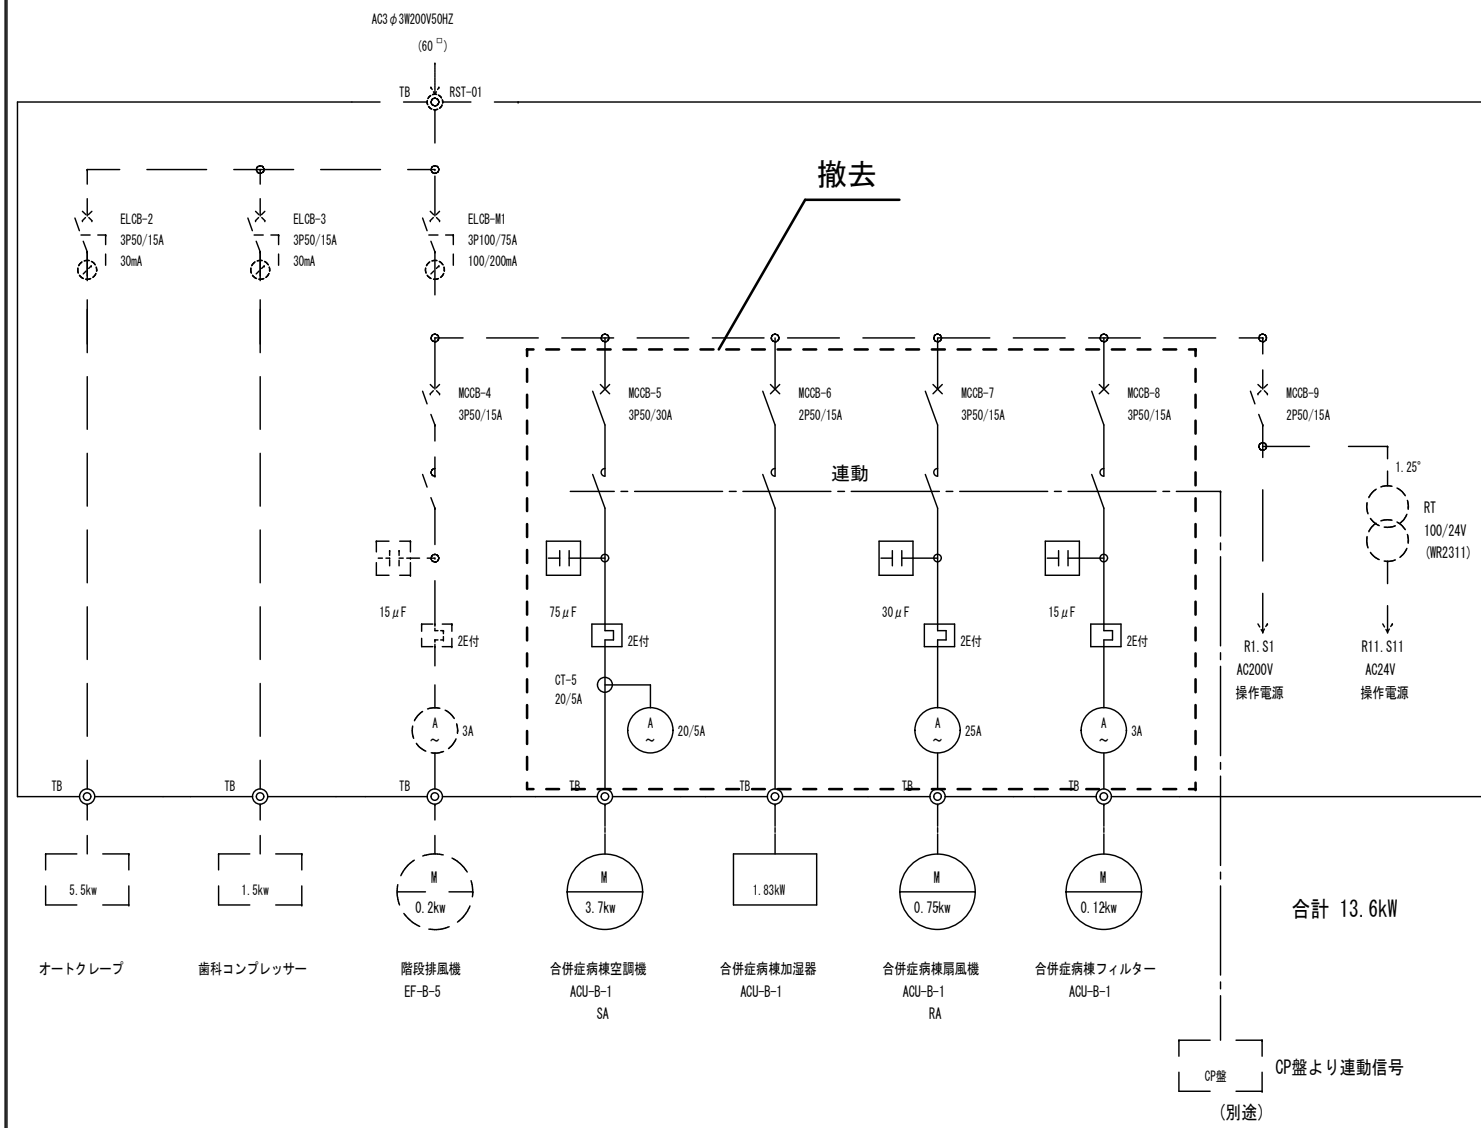 AC3φ3W200V50HZ
(60□)
TB
RST-01
撤去
ELCB-2
3P50/15A
30mA
ELCB-3
3P50/15A
30mA
ELCB-M1
3P100/75A
100/200mA
MCCB-4
3P50/15A
MCCB-5
3P50/30A
MCCB-6
2P50/15A
MCCB-7
3P50/15A
MCCB-8
3P50/15A
MCCB-9
2P50/15A
連動
1.25°
RT
100/24V
(WR2311)
15μF
75μF
30μF
15μF
2E付
2E付
2E付
2E付
R1.S1
AC200V
操作電源
R11.S11
AC24V
操作電源
CT-5
20/5A
A
~
3A
A
~
20/5A
A
~
25A
A
~
3A
TB
TB
TB
TB
TB
TB
TB
5.5kw
1.5kw
M
0.2kw
M
3.7kw
1.83kW
M
0.75kw
M
0.12kw
合計 13.6kW
オートクレープ
歯科コンプレッサー
階段排風機
EF-B-5
合併症病棟空調機
ACU-B-1
SA
合併症病棟加湿器
ACU-B-1
合併症病棟扇風機
ACU-B-1
RA
合併症病棟フィルター
ACU-B-1
CP盤
CP盤より連動信号
(別途)